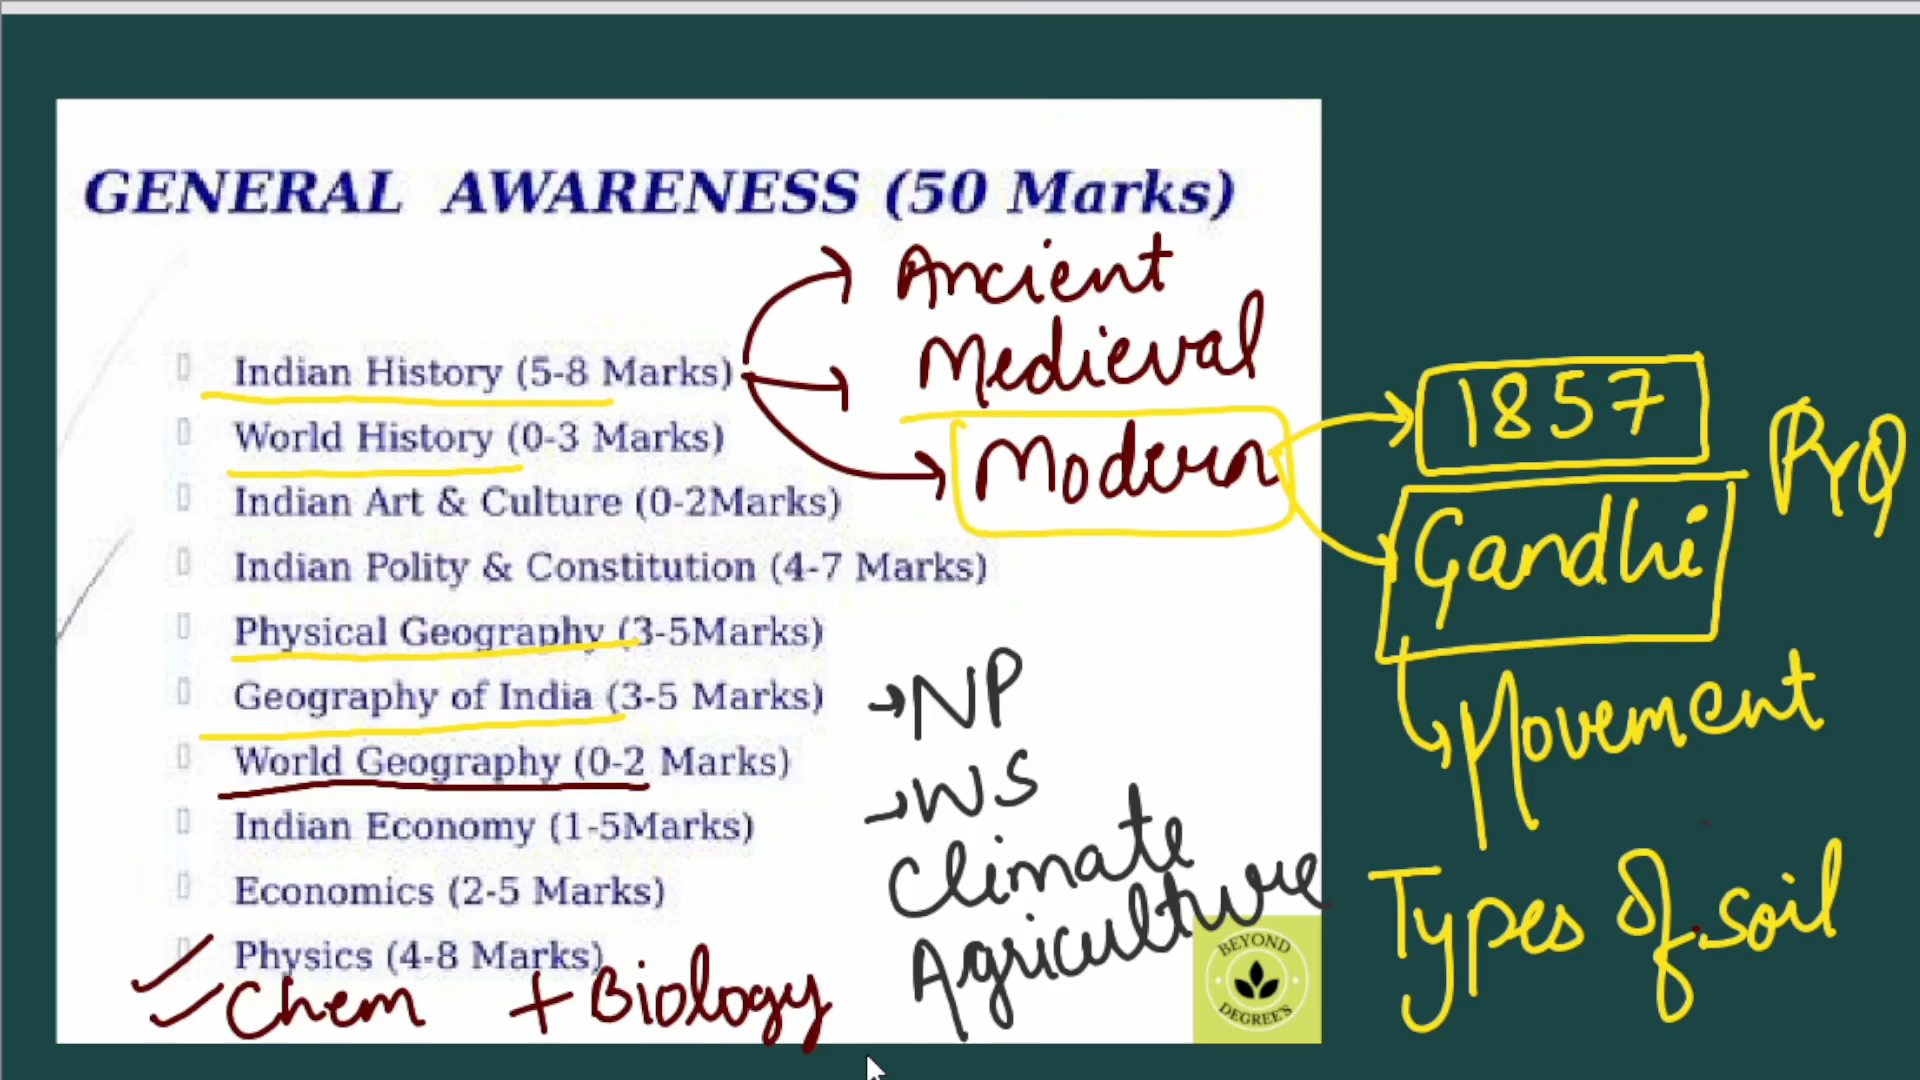 GENERAL AWARENESS (50 Marks)
Ancient
Medieval
Modern
1857
PYQ
Gandhi
Movement
Indian History (5-8 Marks)
World History (0-3 Marks)
Indian Art & Culture (0-2Marks)
Indian Polity & Constitution (4-7 Marks)
Physical Geography (3-5Marks)
Geography of India (3-5 Marks)
World Geography (0-2 Marks)
Indian Economy (1-5Marks)
Economics (2-5 Marks)
Physics (4-8 Marks)
Chem + Biology
→NP
→WS
Climate
Agriculture
Types of soil
BEYOND
DEGREE'S